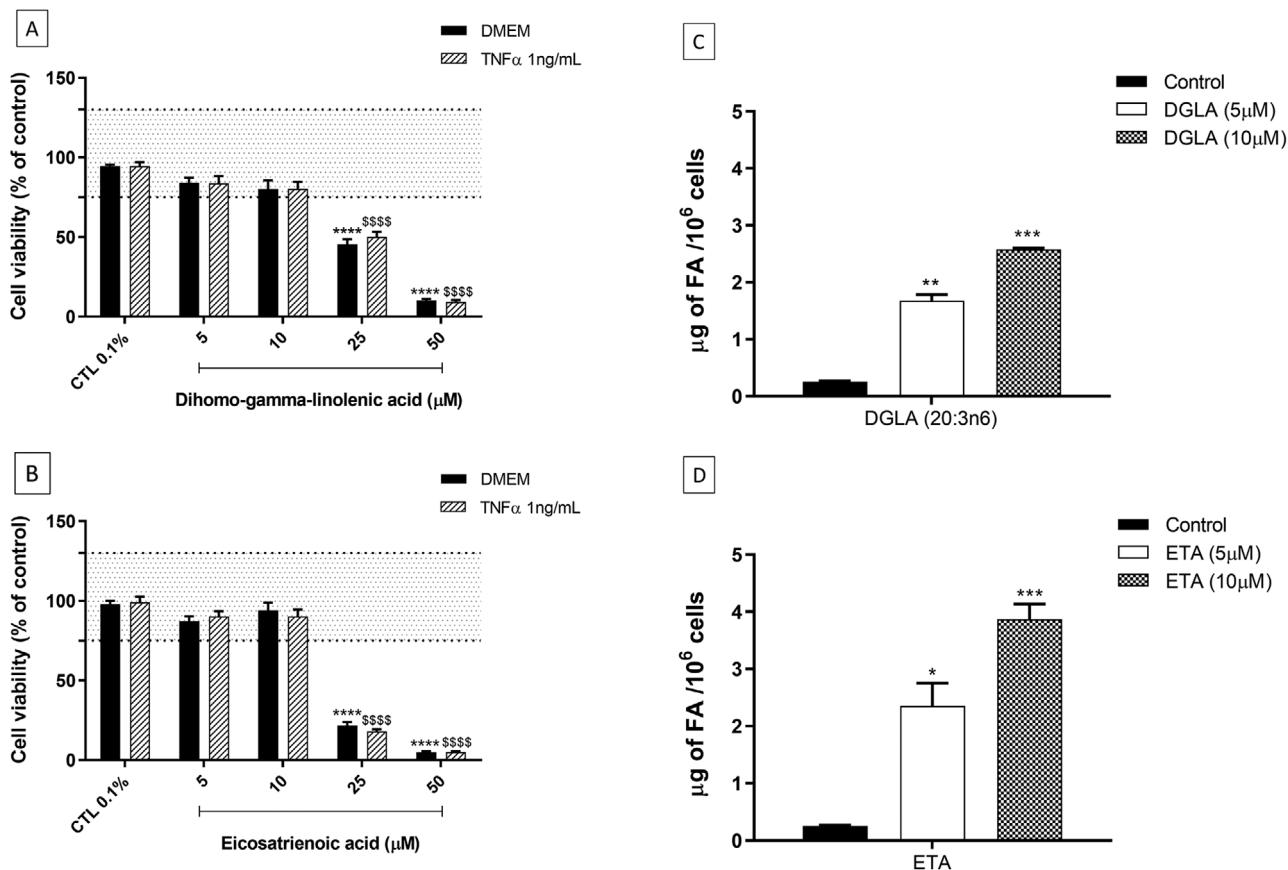 A
DMEM
TNFα 1ng/mL
Cell viability (% of control)
150
100
50
0
**** $$$$
**** $$$$
CTL 0.1%
5
10
25
50
Dihomo-gamma-linolenic acid (μM)
B
DMEM
TNFα 1ng/mL
Cell viability (% of control)
150
100
50
0
**** $$$$
**** $$$$
CTL 0.1%
5
10
25
50
Eicosatrienoic acid (μM)
C
Control
DGLA (5μM)
DGLA (10μM)
μg of FA /10⁶ cells
5
4
3
2
1
0
**
***
DGLA (20:3n6)
D
Control
ETA (5μM)
ETA (10μM)
μg of FA /10⁶ cells
5
4
3
2
1
0
*
***
ETA